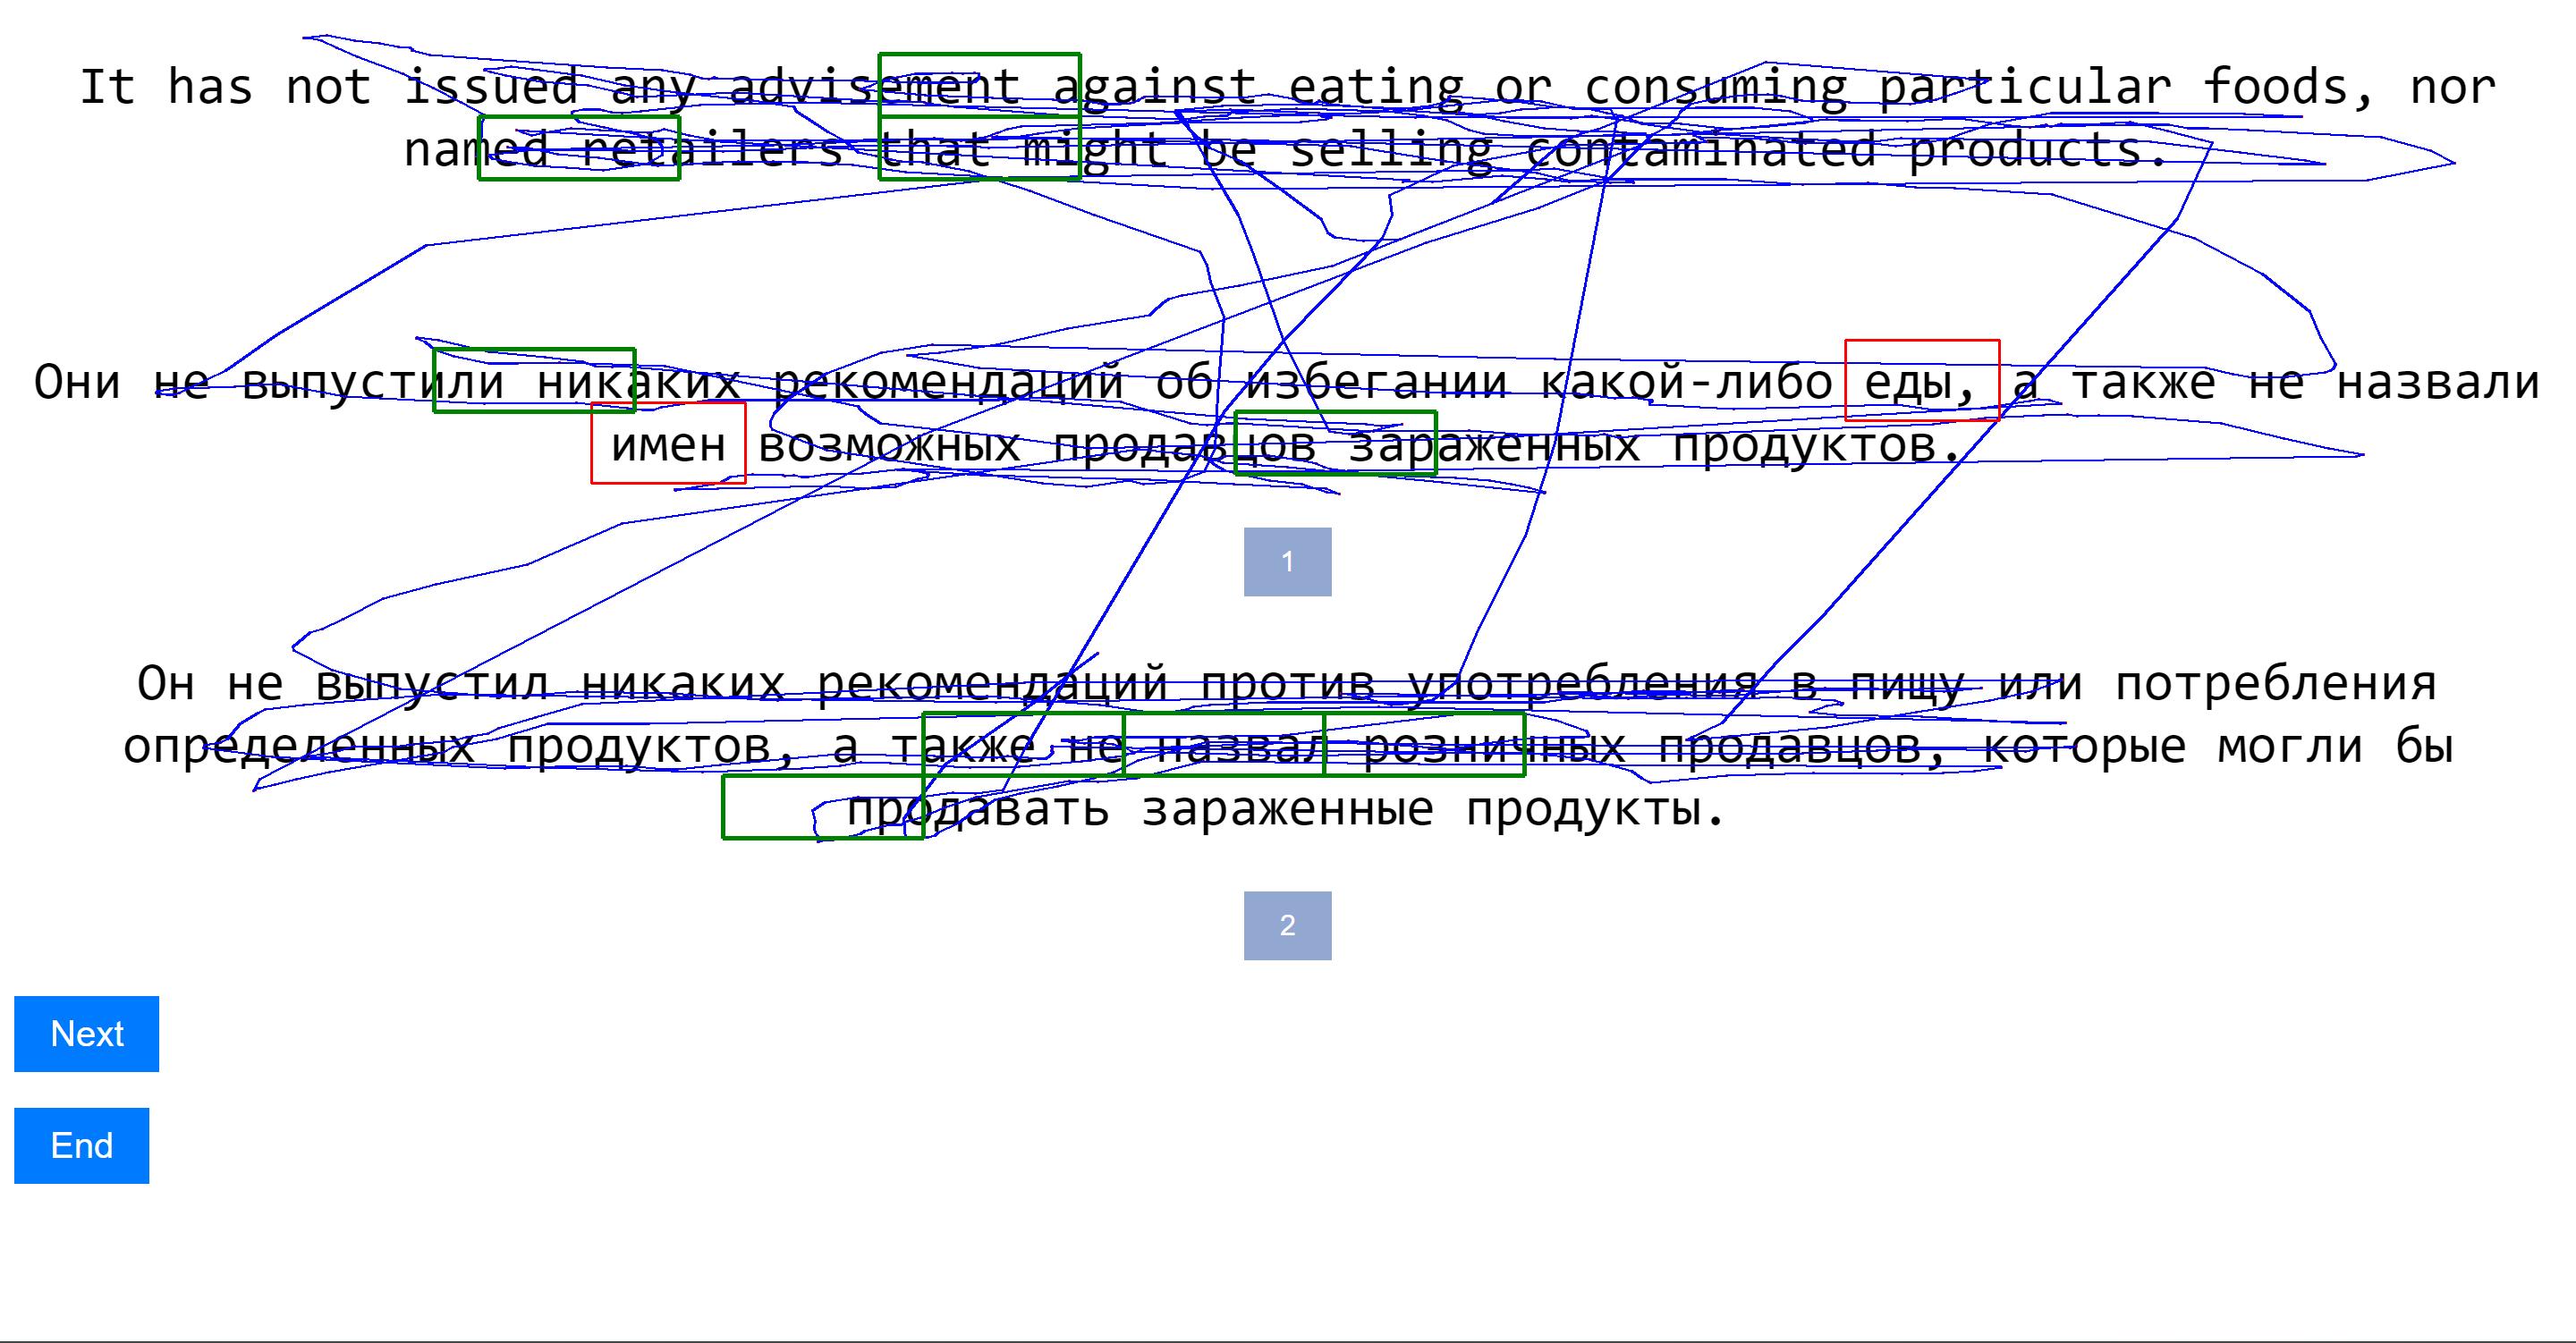 It has not issued any advisement against eating or consuming particular foods, nor
named retailers that might be selling contaminated products.
Они не выпустили никаких рекомендаций об избегании какой-либо еды, а также не назвали
имен возможных продавцов зараженных продуктов.
1
Он не выпустил никаких рекомендаций против употребления в пищу или потребления
определенных продуктов, а также не назвал розничных продавцов, которые могли бы
продавать зараженные продукты.
2
Next
End